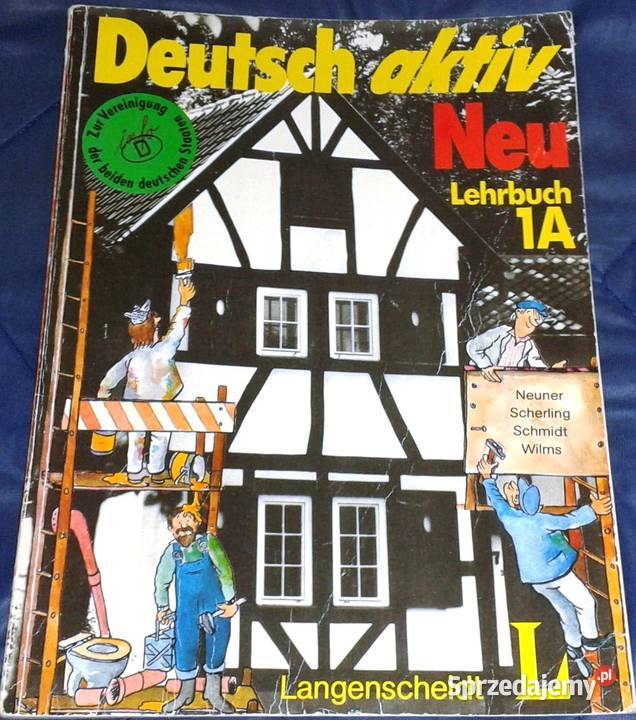 Deutsch aktiv
Neu
Lehrbuch
1A
Zur Vereinigung
info
der beiden deutschen Staaten
Neuner
Scherling
Schmidt
Wilms
7
Langenscheidt
L
Sprzedajemy.pl